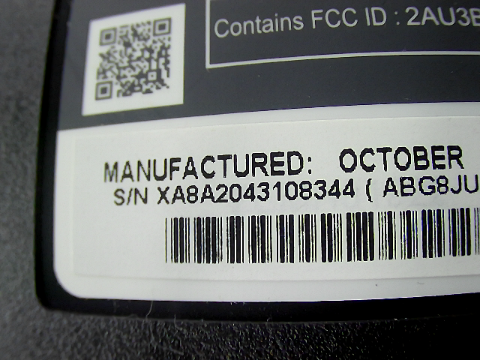 Contains FCC ID : 2AU3B
MANUFACTURED: OCTOBER
S/N XA8A2043108344 ( ABG8JU